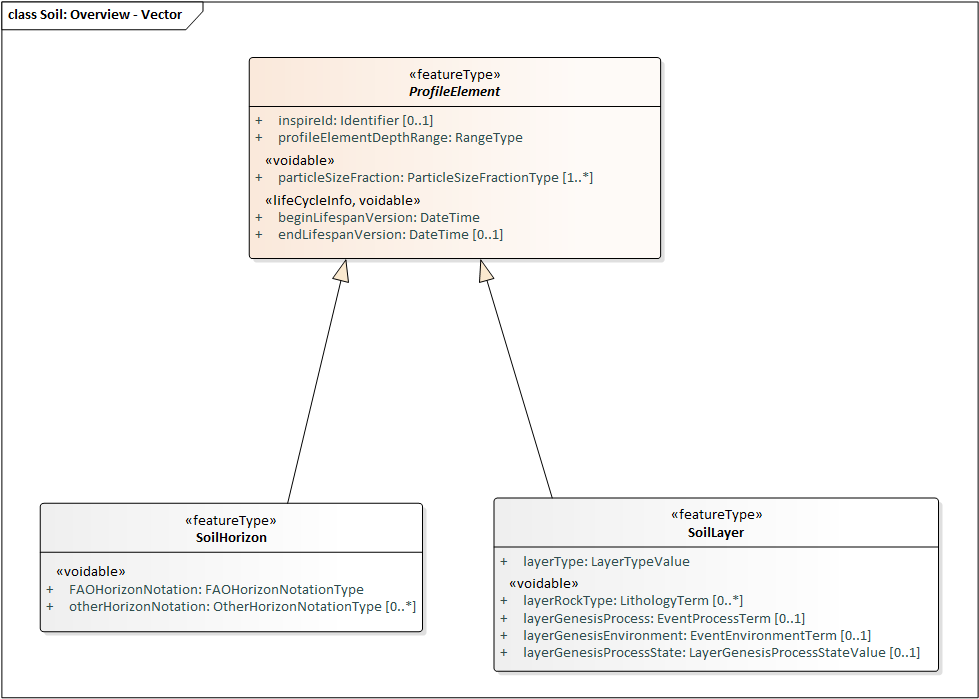 class Soil: Overview - Vector
«featureType»
ProfileElement
+ inspireId: Identifier [0..1]
+ profileElementDepthRange: RangeType
«voidable»
+ particleSizeFraction: ParticleSizeFractionType [1..*]
«lifeCycleInfo, voidable»
+ beginLifespanVersion: DateTime
+ endLifespanVersion: DateTime [0..1]
«featureType»
SoilHorizon
«voidable»
+ FAOHorizonNotation: FAOHorizonNotationType
+ otherHorizonNotation: OtherHorizonNotationType [0..*]
«featureType»
SoilLayer
+ layerType: LayerTypeValue
«voidable»
+ layerRockType: LithologyTerm [0..*]
+ layerGenesisProcess: EventProcessTerm [0..1]
+ layerGenesisEnvironment: EventEnvironmentTerm [0..1]
+ layerGenesisProcessState: LayerGenesisProcessStateValue [0..1]